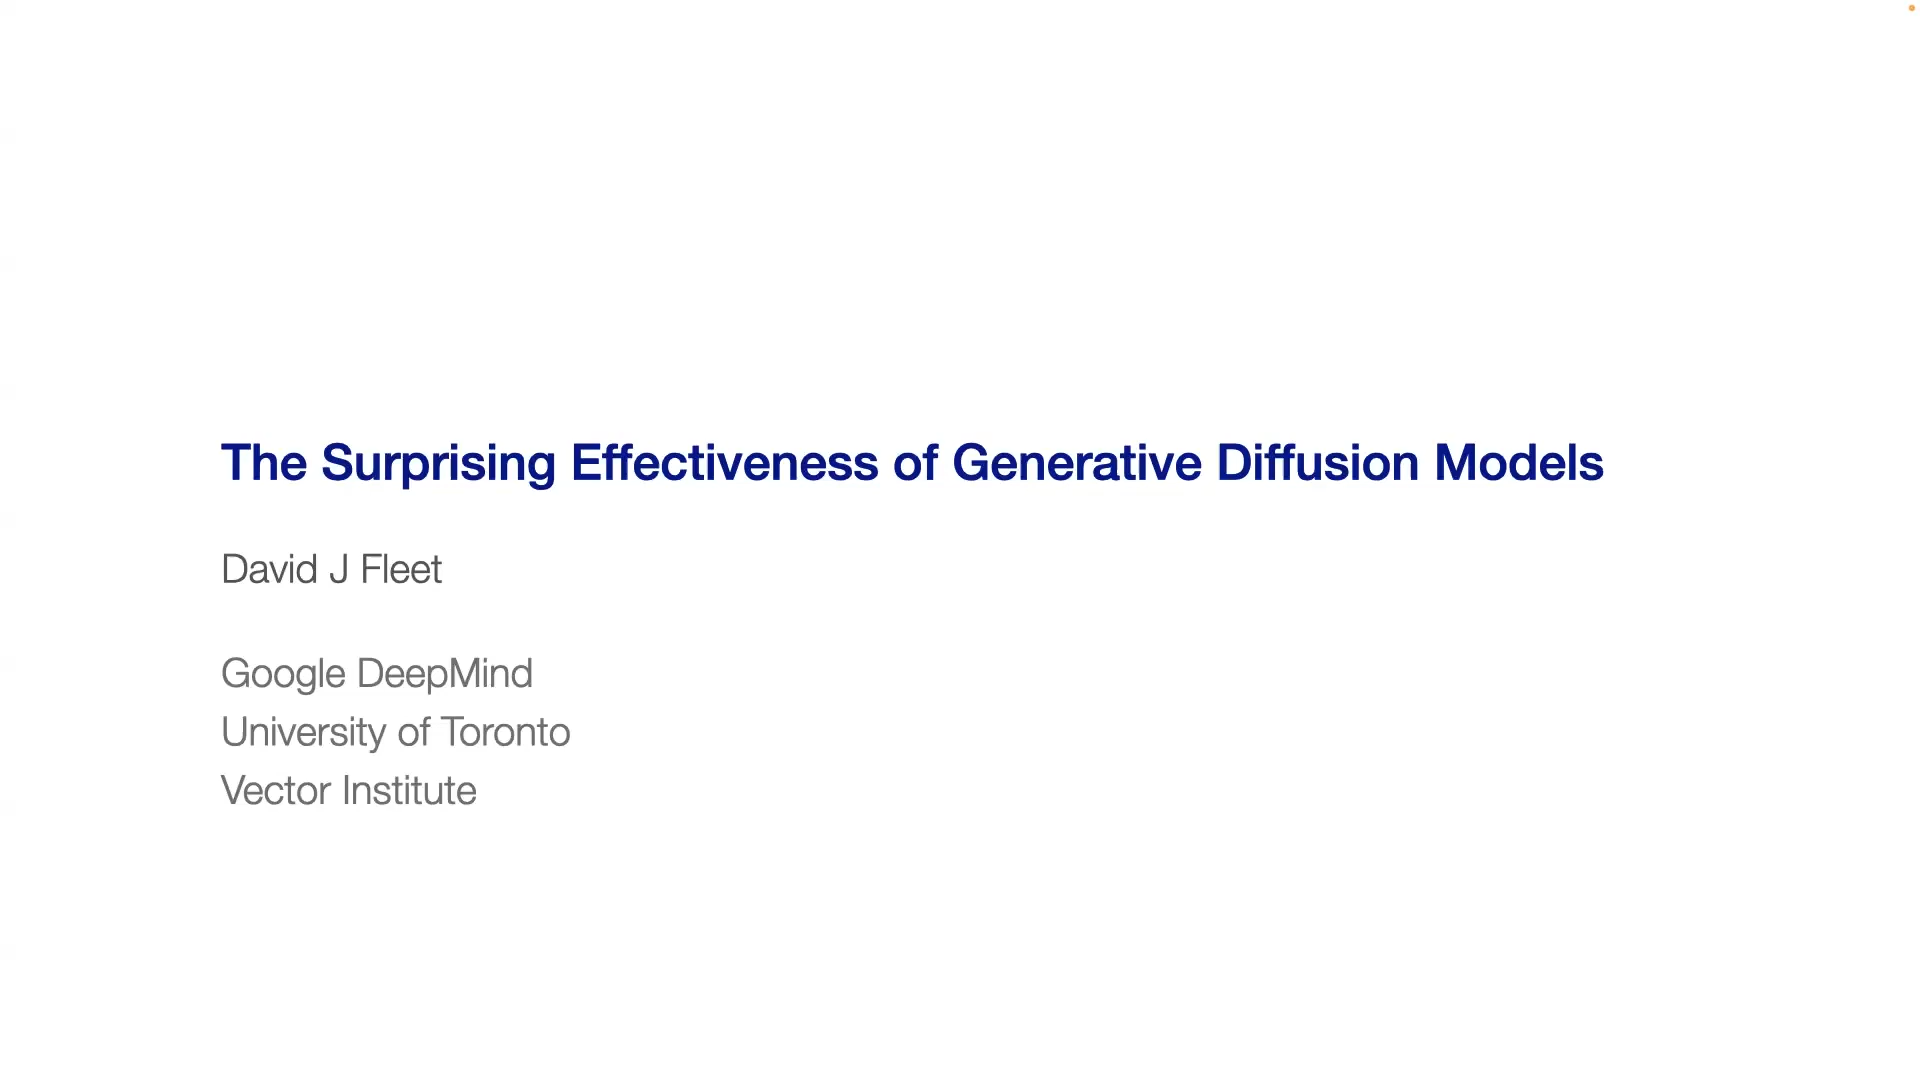 The Surprising Effectiveness of Generative Diffusion Models
David J Fleet
Google DeepMind
University of Toronto
Vector Institute